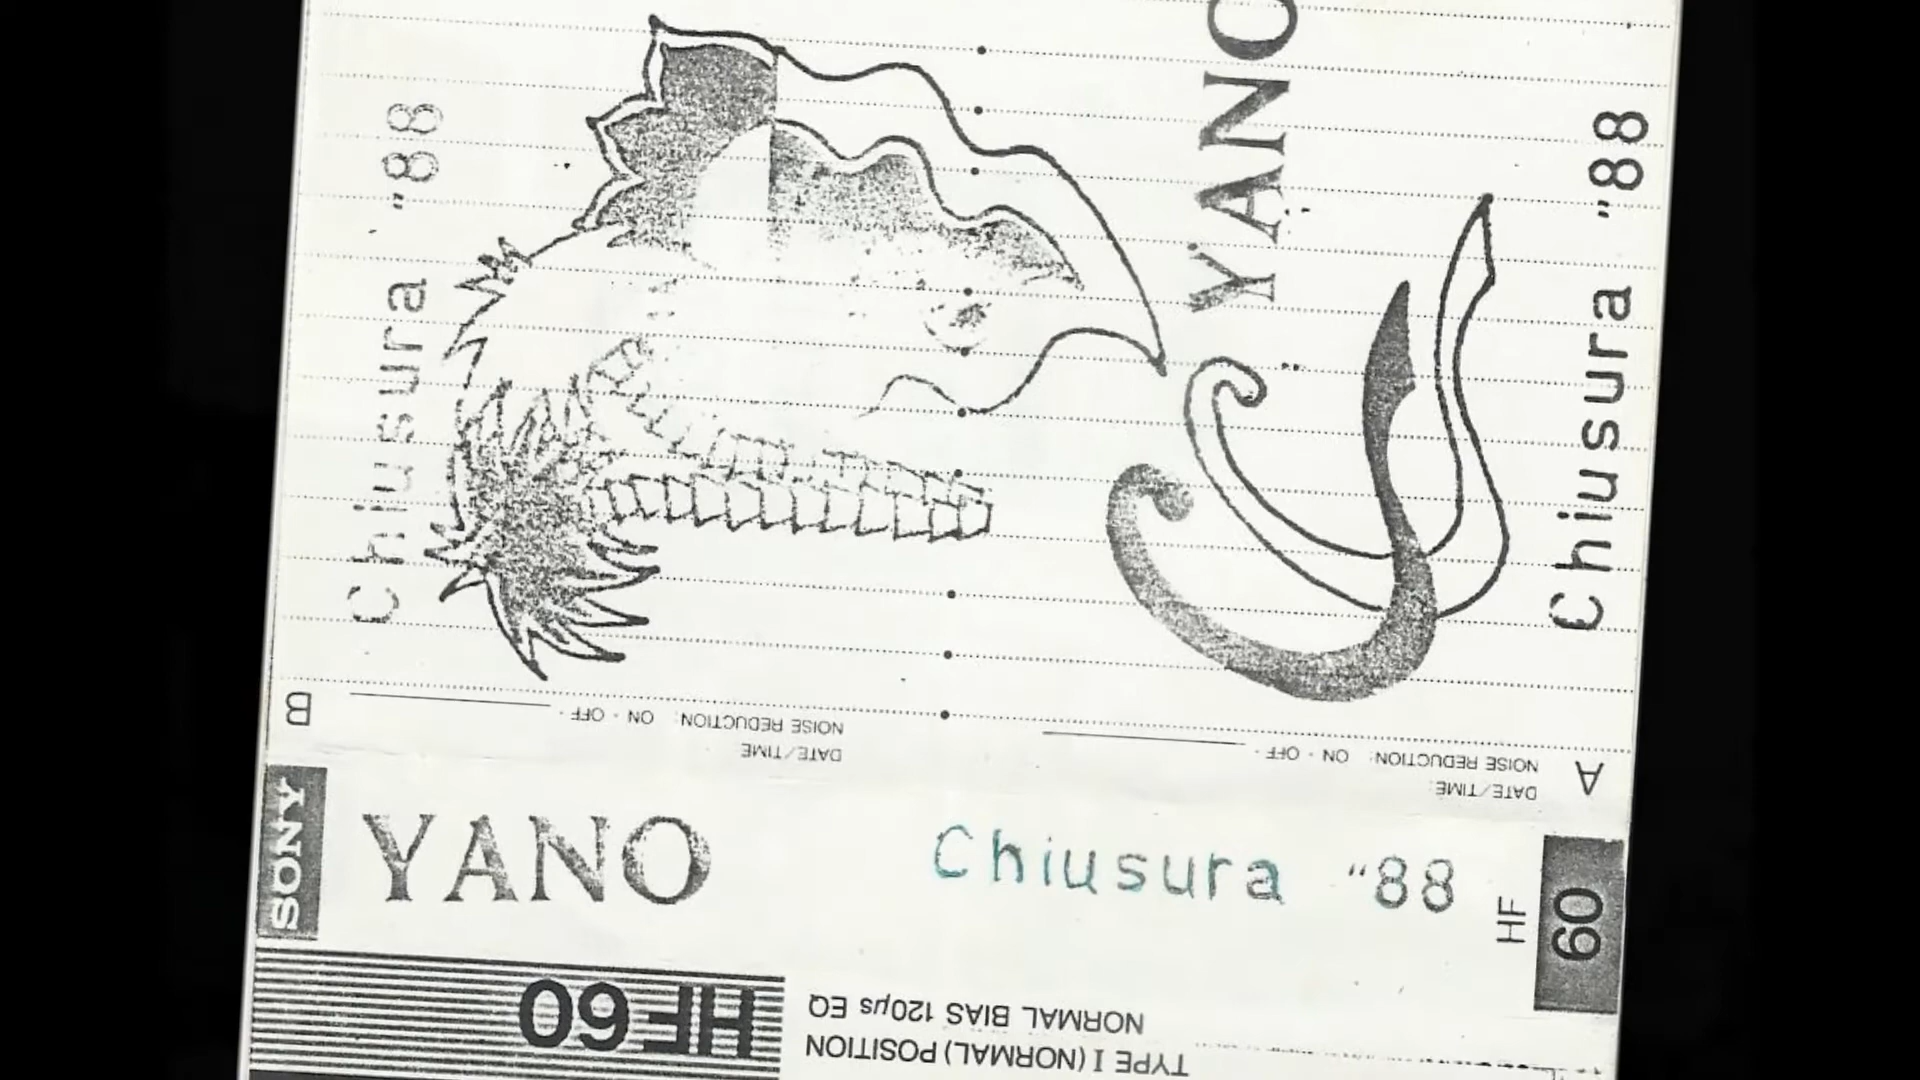 Chiusura "88
YANO
Chiusura "88
B
NOISE REDUCTION: ON · OFF ·
DATE/TIME
A
NOISE REDUCTION: ON · OFF ·
DATE/TIME:
SONY
YANO
Chiusura "88
HF
60
HF60
NORMAL BIAS 120µs EQ
TYPE I (NORMAL) POSITION